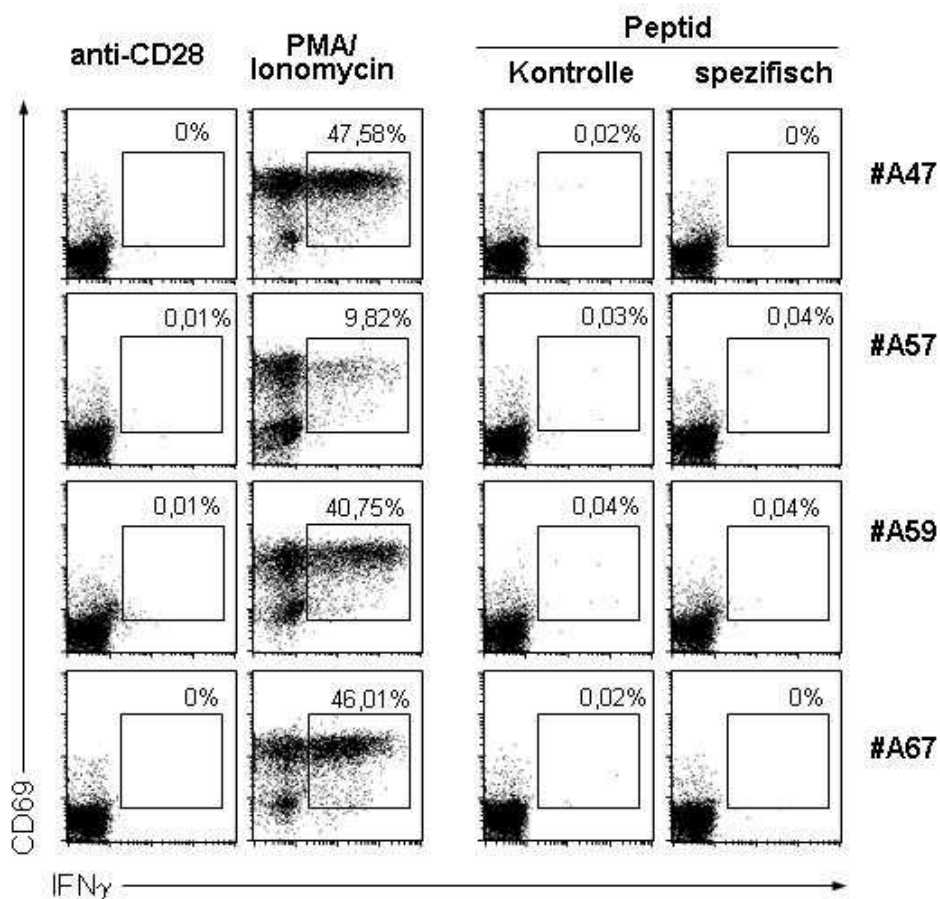 Peptid
anti-CD28
PMA/
Ionomycin
Kontrolle
spezifisch
0%
47,58%
0,02%
0%
#A47
0,01%
9,82%
0,03%
0,04%
#A57
0,01%
40,75%
0,04%
0,04%
#A59
0%
46,01%
0,02%
0%
#A67
CD69
IFNγ